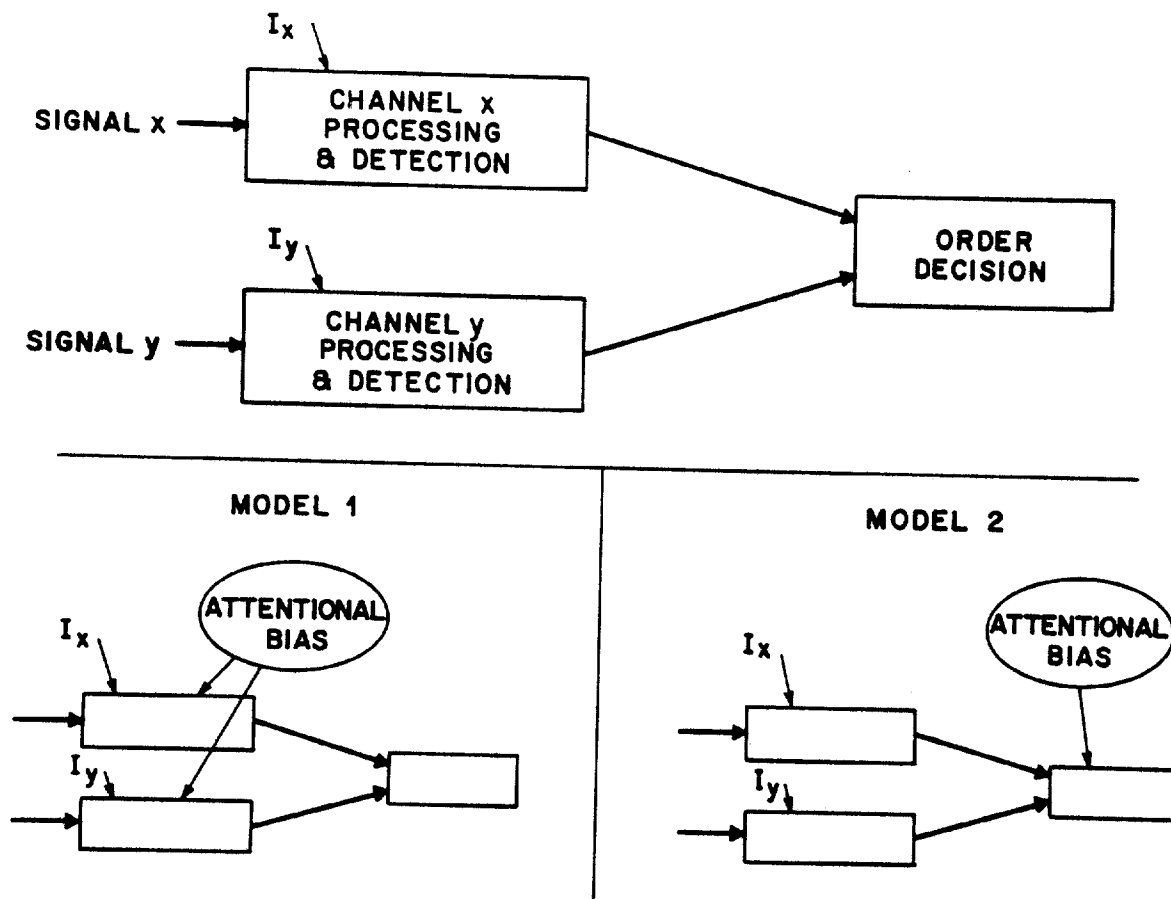 Ix
SIGNAL x
CHANNEL x
PROCESSING
& DETECTION
ORDER
DECISION
Iy
SIGNAL y
CHANNEL y
PROCESSING
& DETECTION
MODEL 1
ATTENTIONAL
BIAS
Ix
Iy
MODEL 2
ATTENTIONAL
BIAS
Ix
Iy